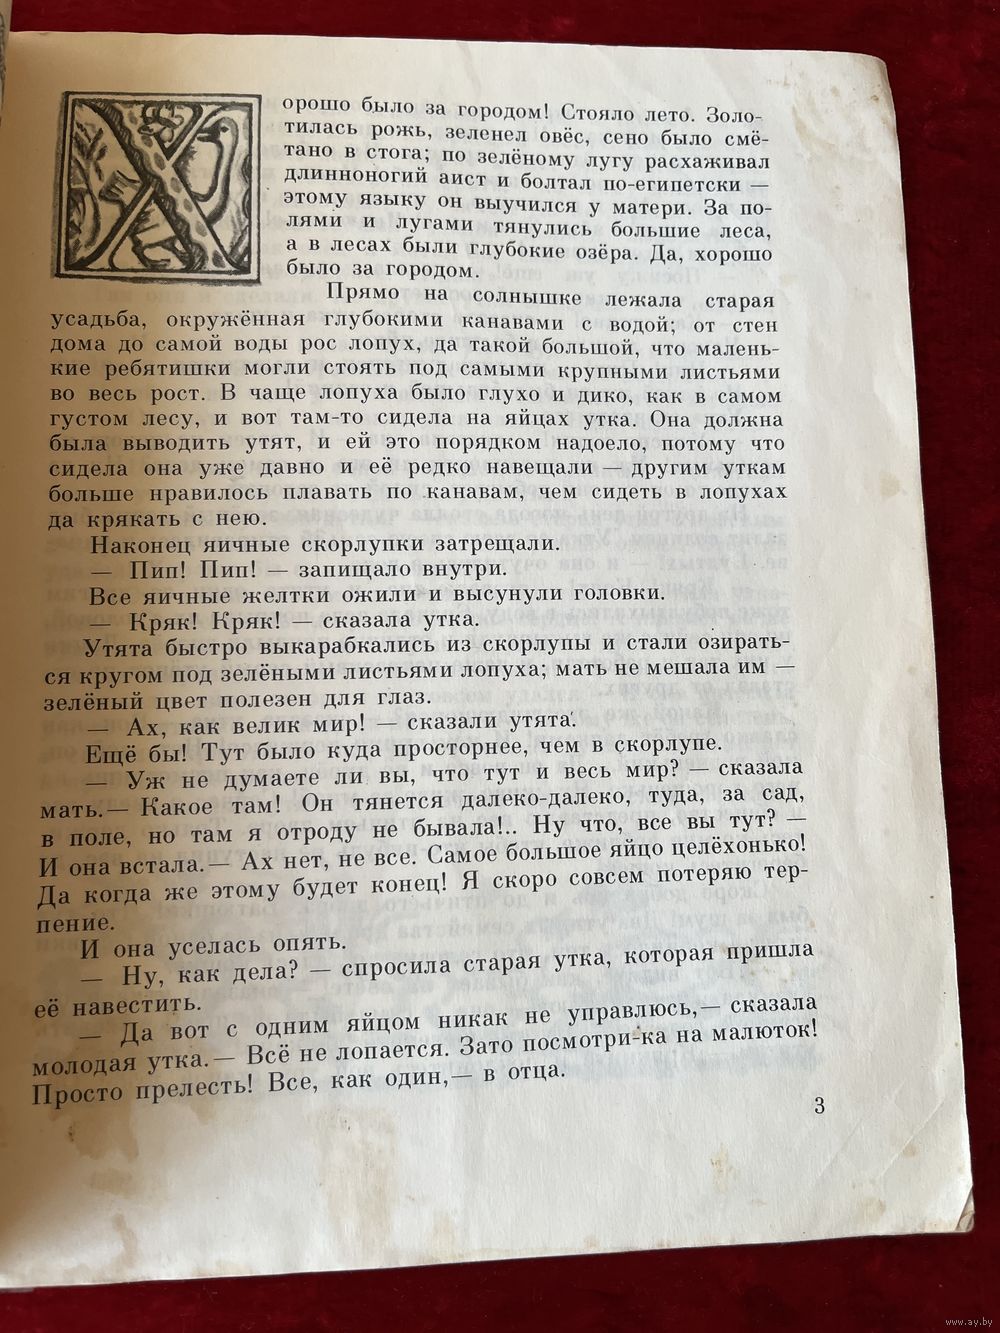 Хорошо было за городом! Стояло лето. Золо-
тилась рожь, зеленел овёс, сено было смё-
тано в стога; по зелёному лугу расхаживал
длинноногий аист и болтал по-египетски —
этому языку он выучился у матери. За по-
лями и лугами тянулись большие леса,
а в лесах были глубокие озёра. Да, хорошо
было за городом.
Прямо на солнышке лежала старая
усадьба, окружённая глубокими канавами с водой; от стен
дома до самой воды рос лопух, да такой большой, что малень-
кие ребятишки могли стоять под самыми крупными листьями
во весь рост. В чаще лопуха было глухо и дико, как в самом
густом лесу, и вот там-то сидела на яйцах утка. Она должна
была выводить утят, и ей это порядком надоело, потому что
сидела она уже давно и её редко навещали — другим уткам
больше нравилось плавать по канавам, чем сидеть в лопухах
да крякать с нею.
Наконец яичные скорлупки затрещали.
— Пип! Пип! — запищало внутри.
Все яичные желтки ожили и высунули головки.
— Кряк! Кряк! — сказала утка.
Утята быстро выкарабкались из скорлупы и стали озирать-
ся кругом под зелёными листьями лопуха; мать не мешала им —
зелёный цвет полезен для глаз.
— Ах, как велик мир! — сказали утята.
Ещё бы! Тут было куда просторнее, чем в скорлупе.
— Уж не думаете ли вы, что тут и весь мир? — сказала
мать.— Какое там! Он тянется далеко-далеко, туда, за сад,
в поле, но там я отроду не бывала!.. Ну что, все вы тут? —
И она встала.— Ах нет, не все. Самое большое яйцо целёхонько!
Да когда же этому будет конец! Я скоро совсем потеряю тер-
пение.
И она уселась опять.
— Ну, как дела? — спросила старая утка, которая пришла
её навестить.
— Да вот с одним яйцом никак не управлюсь,— сказала
молодая утка.— Всё не лопается. Зато посмотри-ка на малюток!
Просто прелесть! Все, как один,— в отца.
3
www.ay.by